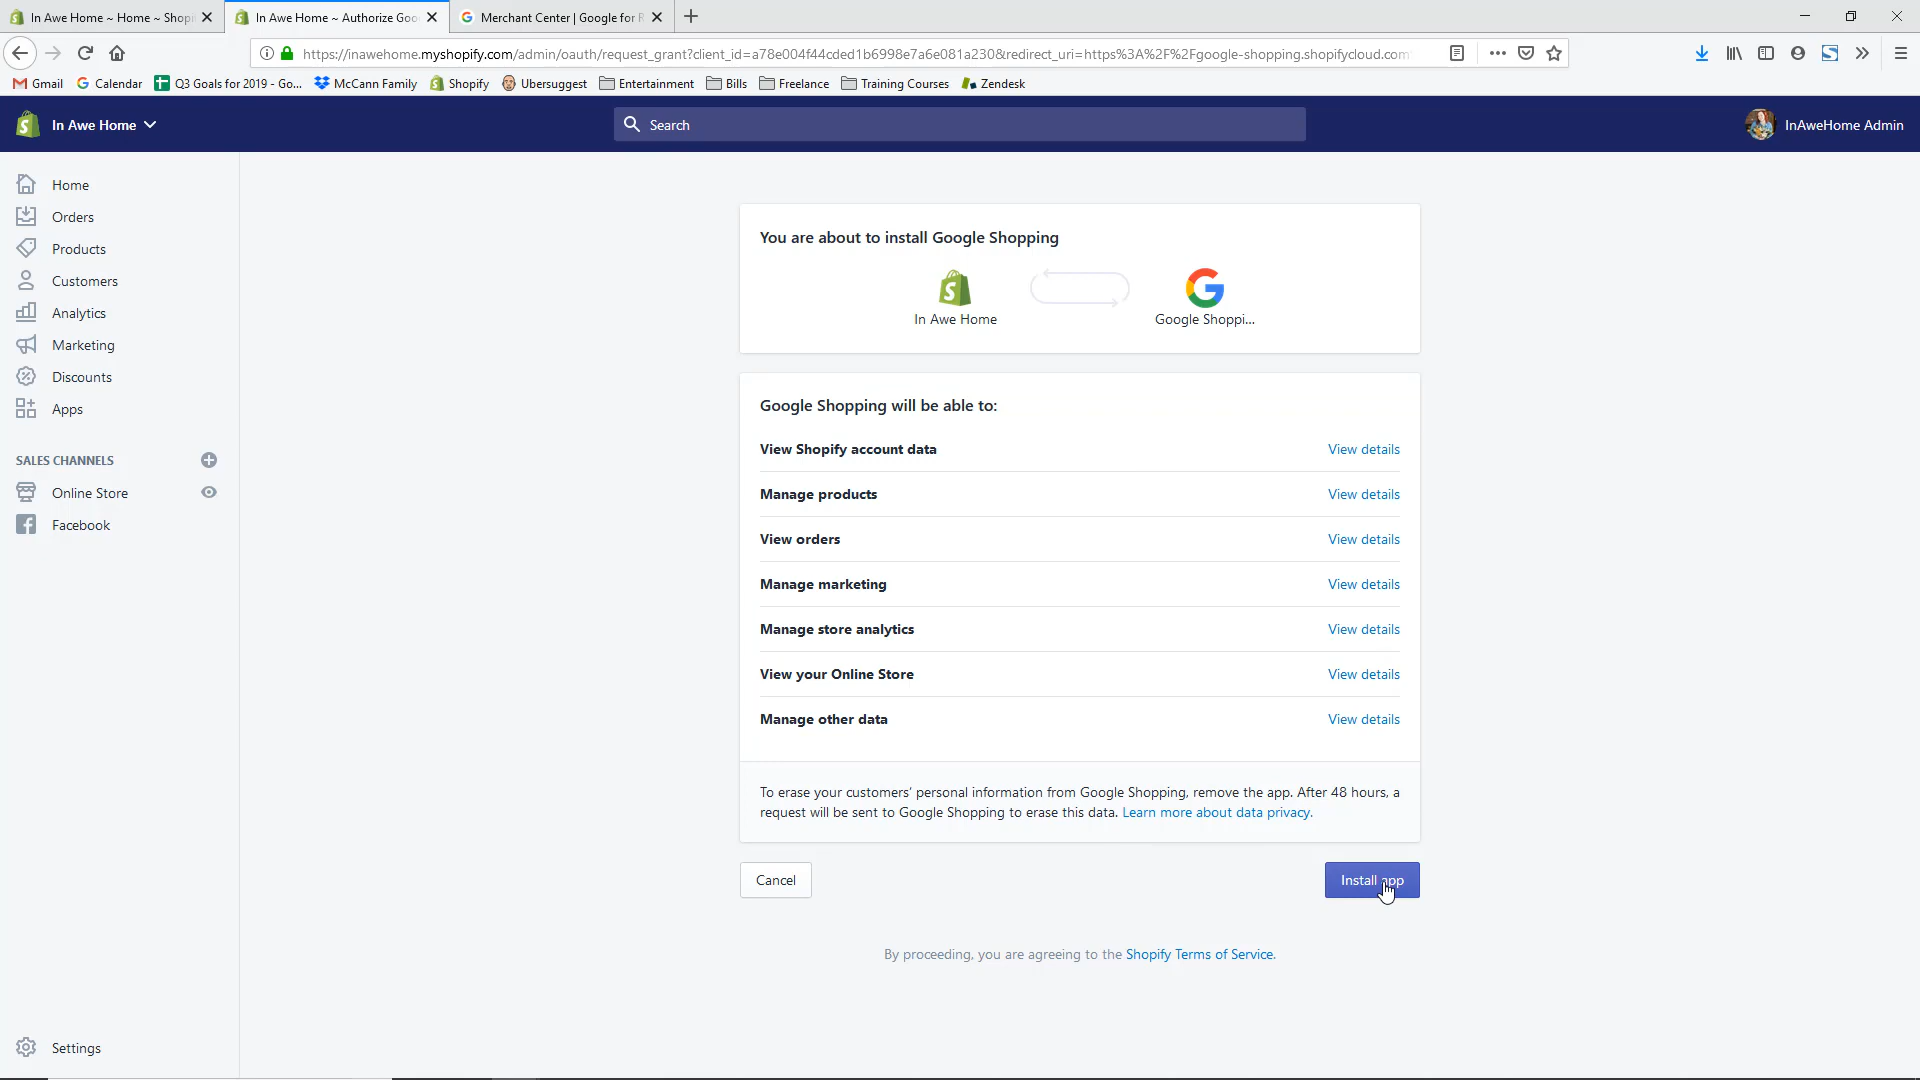 In Awe Home ~ Home ~ Shopi
In Awe Home ~ Authorize Goo
Merchant Center | Google for R
https://inawehome.myshopify.com/admin/oauth/request_grant?client_id=a78e004f44cded1b6998e7a6e081a230&redirect_uri=https%3A%2F%2Fgoogle-shopping.shopifycloud.com
Gmail
Calendar
Q3 Goals for 2019 - Go...
McCann Family
Shopify
Ubersuggest
Entertainment
Bills
Freelance
Training Courses
Zendesk
In Awe Home
Search
InAweHome Admin
Home
Orders
Products
Customers
Analytics
Marketing
Discounts
Apps
SALES CHANNELS
Online Store
Facebook
Settings
You are about to install Google Shopping
In Awe Home
Google Shoppi...
Google Shopping will be able to:
View Shopify account data View details
Manage products View details
View orders View details
Manage marketing View details
Manage store analytics View details
View your Online Store View details
Manage other data View details
To erase your customers' personal information from Google Shopping, remove the app. After 48 hours, a
request will be sent to Google Shopping to erase this data. Learn more about data privacy.
Cancel
Install app
By proceeding, you are agreeing to the Shopify Terms of Service.